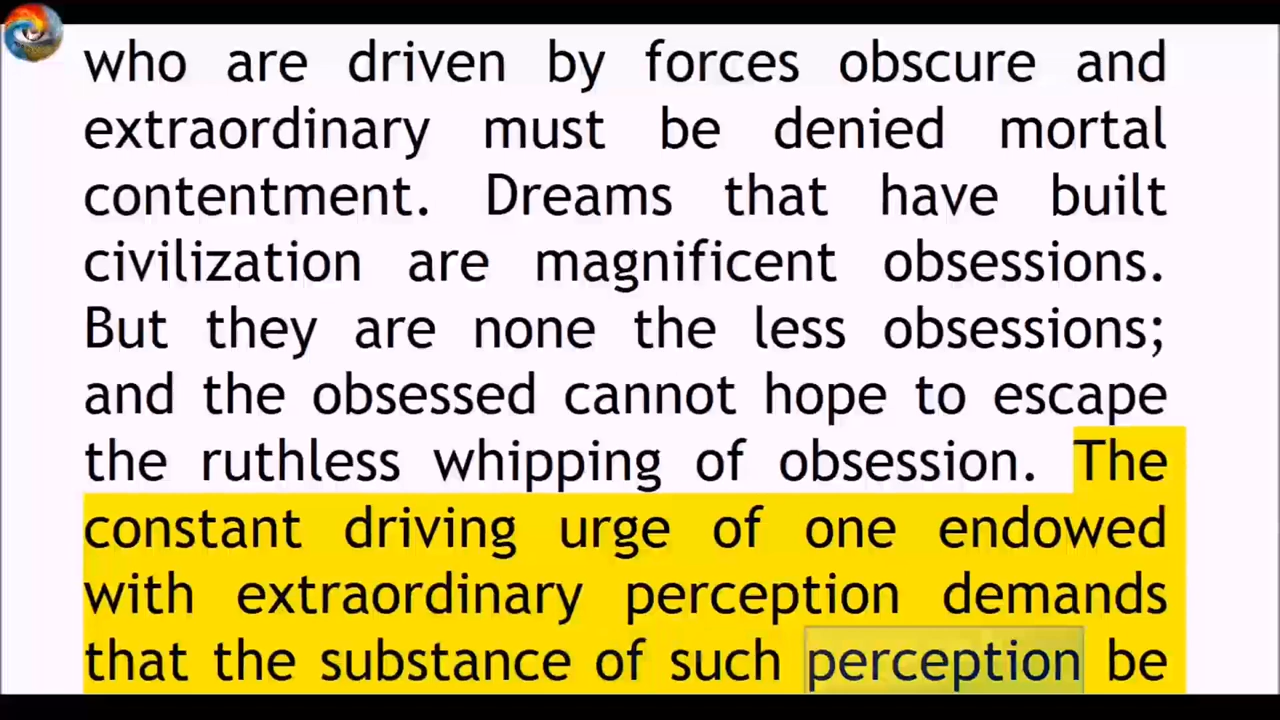 who are driven by forces obscure and
extraordinary must be denied mortal
contentment. Dreams that have built
civilization are magnificent obsessions.
But they are none the less obsessions;
and the obsessed cannot hope to escape
the ruthless whipping of obsession. The
constant driving urge of one endowed
with extraordinary perception demands
that the substance of such perception be